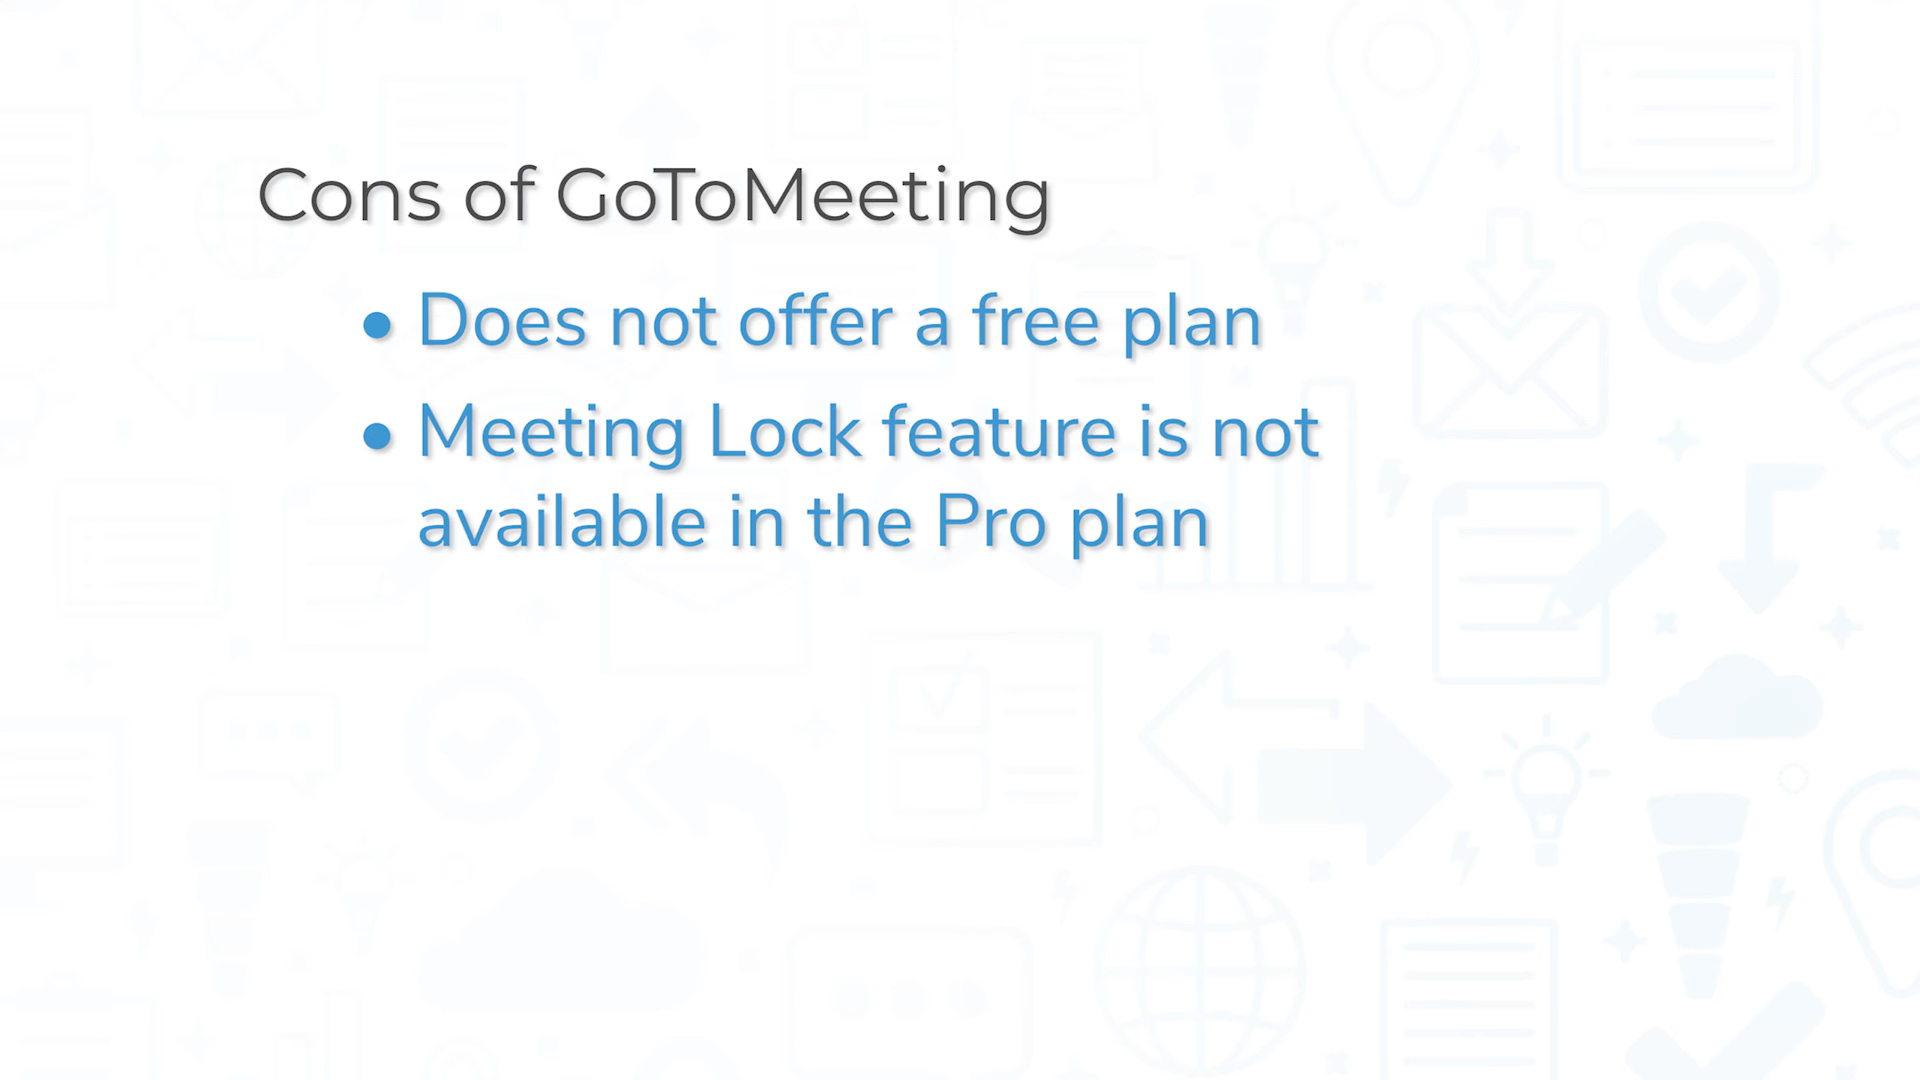 Cons of GoToMeeting
• Does not offer a free plan
• Meeting Lock feature is not
available in the Pro plan